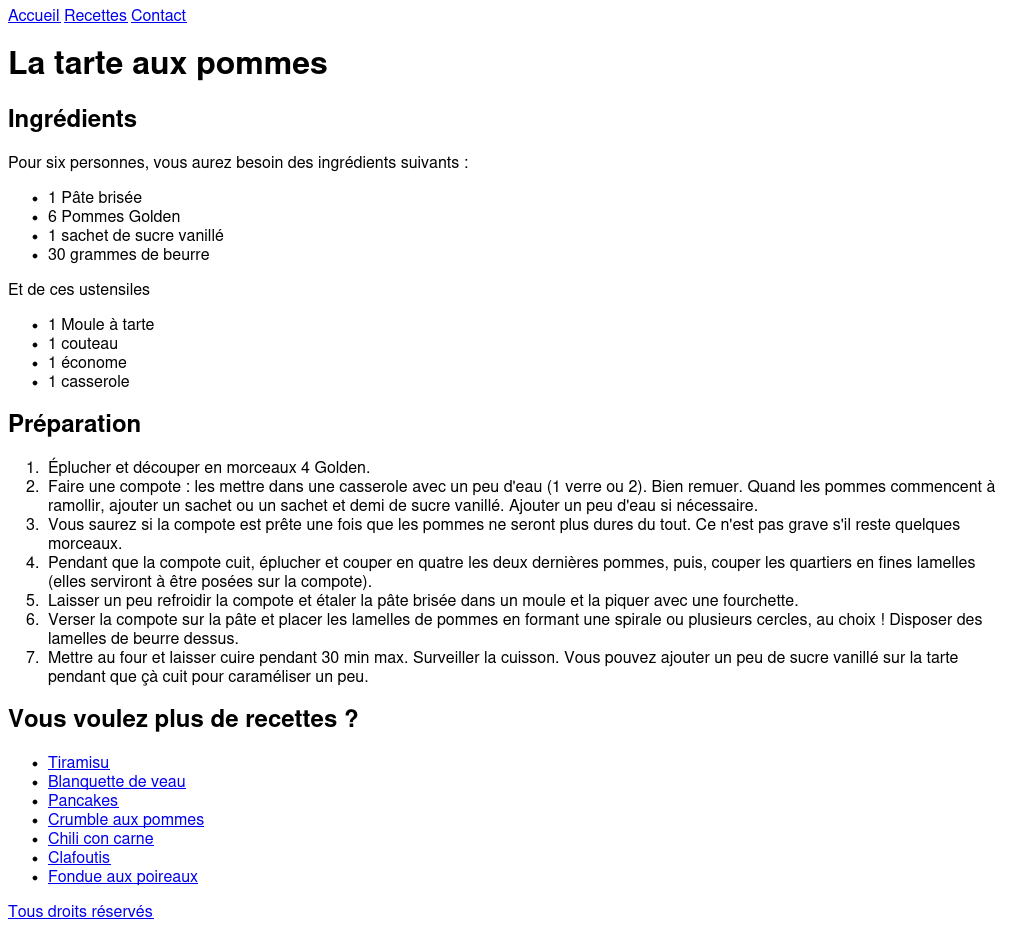 Accueil Recettes Contact
La tarte aux pommes
Ingrédients
Pour six personnes, vous aurez besoin des ingrédients suivants :
• 1 Pâte brisée
• 6 Pommes Golden
• 1 sachet de sucre vanillé
• 30 grammes de beurre
Et de ces ustensiles
• 1 Moule à tarte
• 1 couteau
• 1 économe
• 1 casserole
Préparation
1. Éplucher et découper en morceaux 4 Golden.
2. Faire une compote : les mettre dans une casserole avec un peu d'eau (1 verre ou 2). Bien remuer. Quand les pommes commencent à
ramollir, ajouter un sachet ou un sachet et demi de sucre vanillé. Ajouter un peu d'eau si nécessaire.
3. Vous saurez si la compote est prête une fois que les pommes ne seront plus dures du tout. Ce n'est pas grave s'il reste quelques
morceaux.
4. Pendant que la compote cuit, éplucher et couper en quatre les deux dernières pommes, puis, couper les quartiers en fines lamelles
(elles serviront à être posées sur la compote).
5. Laisser un peu refroidir la compote et étaler la pâte brisée dans un moule et la piquer avec une fourchette.
6. Verser la compote sur la pâte et placer les lamelles de pommes en formant une spirale ou plusieurs cercles, au choix ! Disposer des
lamelles de beurre dessus.
7. Mettre au four et laisser cuire pendant 30 min max. Surveiller la cuisson. Vous pouvez ajouter un peu de sucre vanillé sur la tarte
pendant que çà cuit pour caraméliser un peu.
Vous voulez plus de recettes ?
• Tiramisu
• Blanquette de veau
• Pancakes
• Crumble aux pommes
• Chili con carne
• Clafoutis
• Fondue aux poireaux
Tous droits réservés